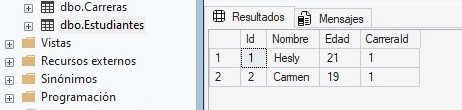 dbo.Carreras
dbo.Estudiantes
Vistas
Recursos externos
Sinónimos
Programación
Resultados Mensajes
Id Nombre Edad CarreraId
1 1 Hesly 21 1
2 2 Carmen 19 1